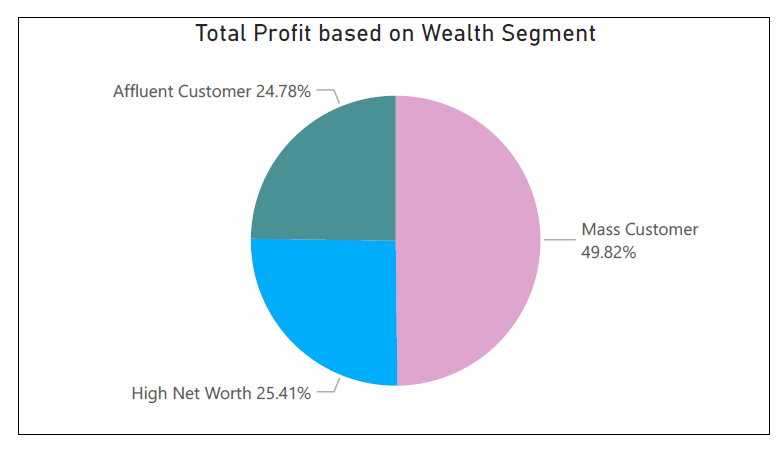 Total Profit based on Wealth Segment
Affluent Customer 24.78%
Mass Customer
49.82%
High Net Worth 25.41%